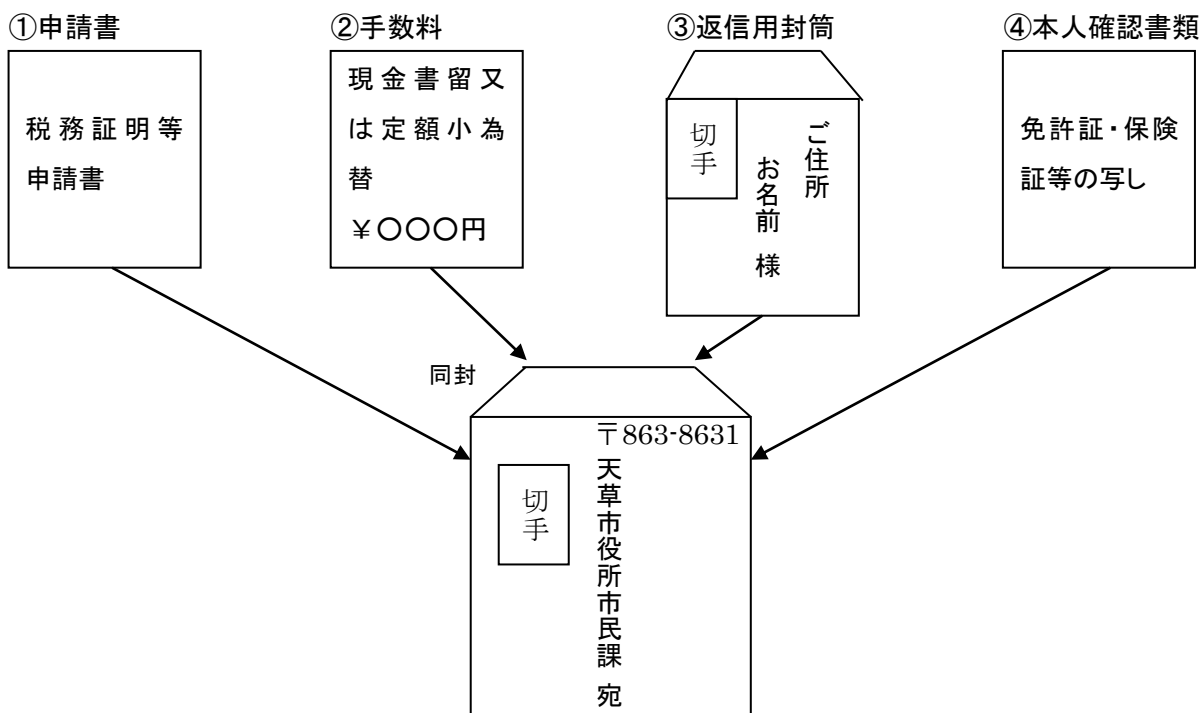 ①申請書
税務証明等
申請書
②手数料
現金書留又
は定額小為
替
￥〇〇〇円
③返信用封筒
切手
ご住所
お名前 様
④本人確認書類
免許証・保険
証等の写し
同封
〒863-8631
切手
天草市役所市民課 宛